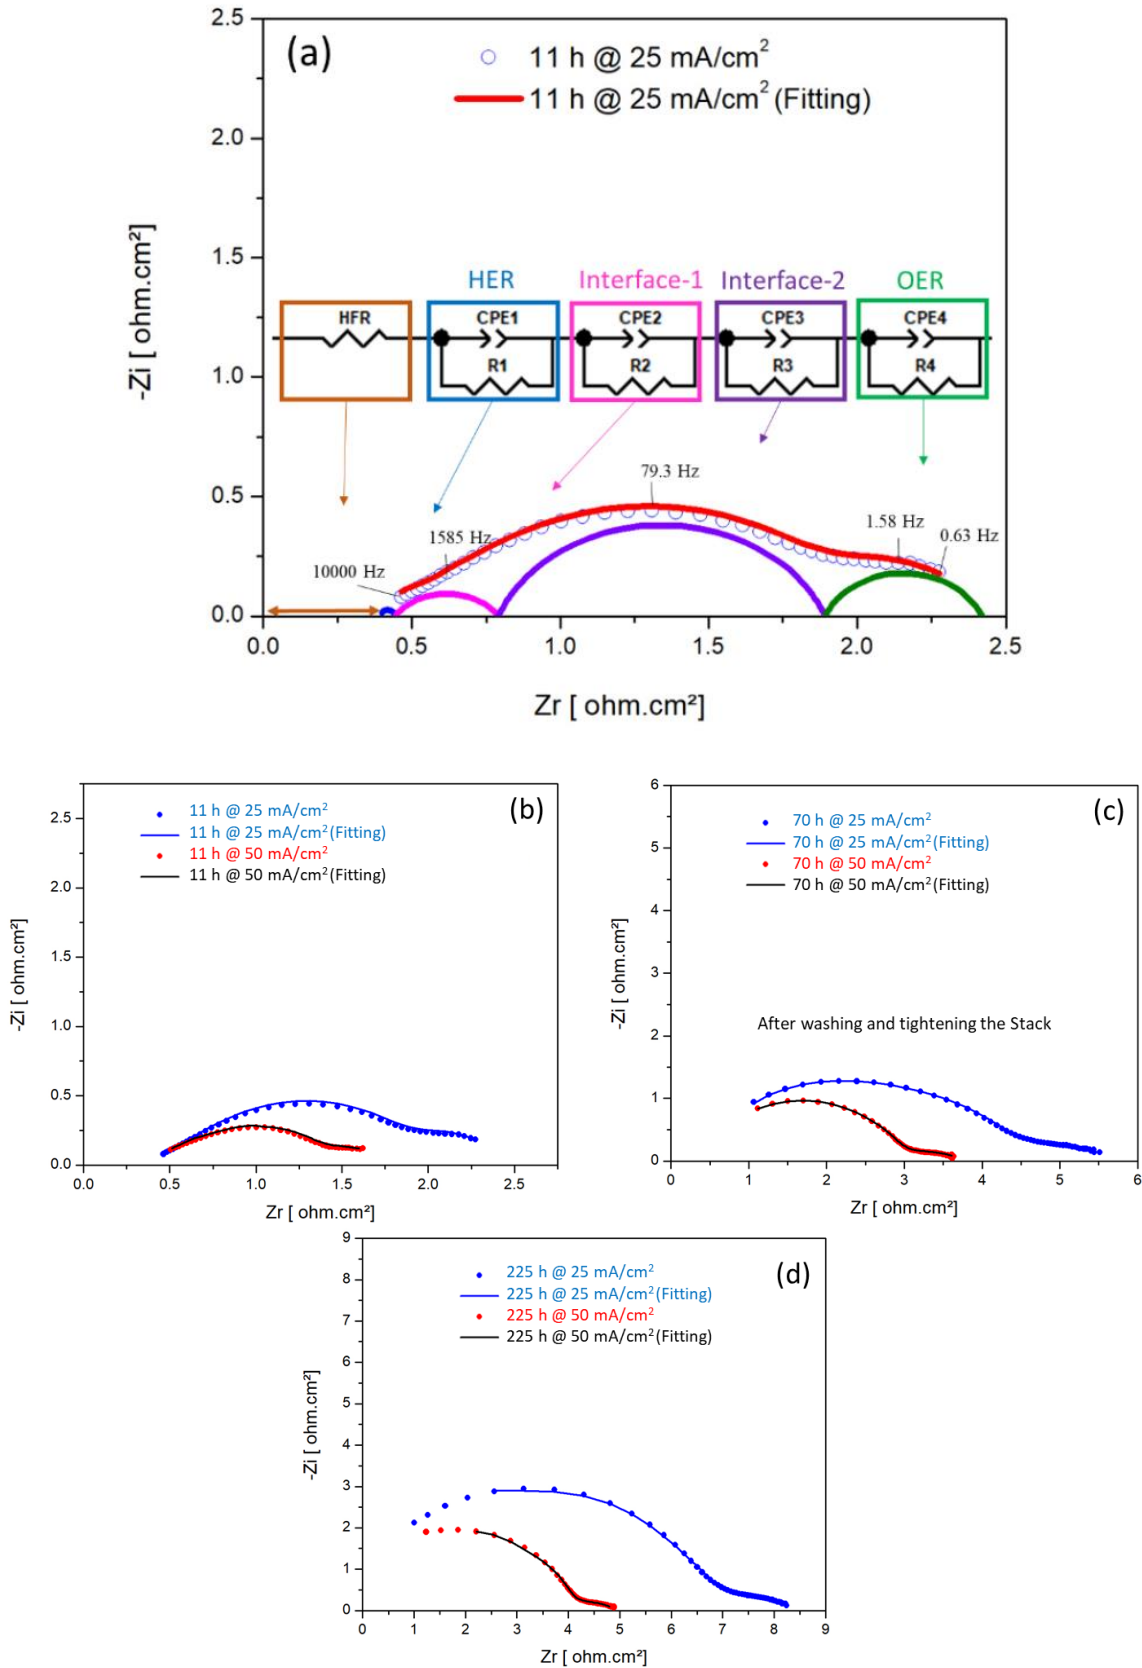 (a)
11 h @ 25 mA/cm²
11 h @ 25 mA/cm² (Fitting)
2.5
2.0
1.5
1.0
0.5
0.0
-Zi [ ohm.cm²]
HER
Interface-1
Interface-2
OER
HFR
CPE1
CPE2
CPE3
CPE4
R1
R2
R3
R4
79.3 Hz
1585 Hz
1.58 Hz
0.63 Hz
10000 Hz
0.0 0.5 1.0 1.5 2.0 2.5
Zr [ ohm.cm²]
(b)
11 h @ 25 mA/cm²
11 h @ 25 mA/cm² (Fitting)
11 h @ 50 mA/cm²
11 h @ 50 mA/cm² (Fitting)
2.5
2.0
1.5
1.0
0.5
0.0
-Zi [ ohm.cm²]
0.0 0.5 1.0 1.5 2.0 2.5
Zr [ ohm.cm²]
(c)
70 h @ 25 mA/cm²
70 h @ 25 mA/cm² (Fitting)
70 h @ 50 mA/cm²
70 h @ 50 mA/cm² (Fitting)
After washing and tightening the Stack
6
5
4
3
2
1
0
-Zi [ ohm.cm²]
0 1 2 3 4 5 6
Zr [ ohm.cm²]
(d)
225 h @ 25 mA/cm²
225 h @ 25 mA/cm² (Fitting)
225 h @ 50 mA/cm²
225 h @ 50 mA/cm² (Fitting)
9
8
7
6
5
4
3
2
1
0
-Zi [ ohm.cm²]
0 1 2 3 4 5 6 7 8 9
Zr [ ohm.cm²]